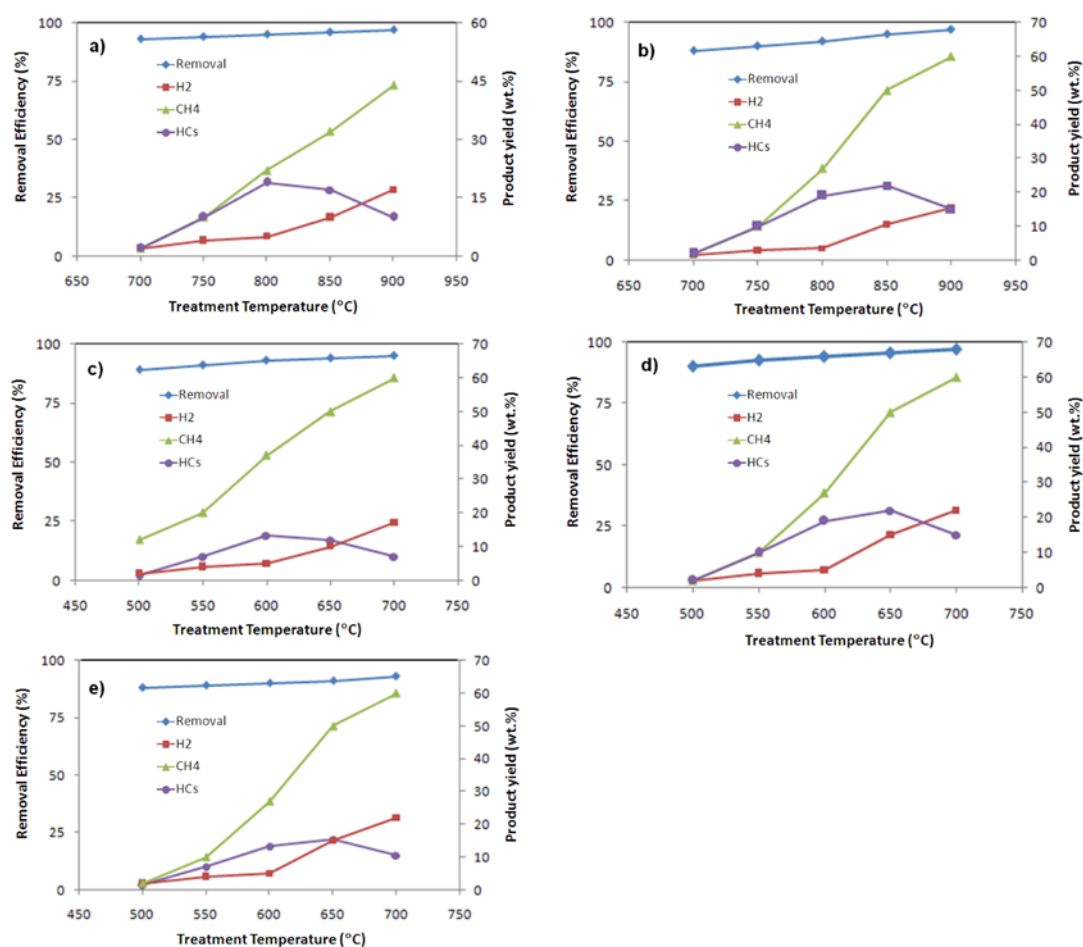 a)
Removal Efficiency (%)
100
75
50
25
0
Removal
H2
CH4
HCs
60
45
30
15
0
Product yield (wt.%)
650 700 750 800 850 900 950
Treatment Temperature (°C)
b)
Removal Efficiency (%)
100
75
50
25
0
Removal
H2
CH4
HCs
70
60
50
40
30
20
10
0
Product yield (wt.%)
650 700 750 800 850 900 950
Treatment Temperature (°C)
c)
Removal Efficiency (%)
100
75
50
25
0
Removal
H2
CH4
HCs
70
60
50
40
30
20
10
0
Product yield (wt.%)
450 500 550 600 650 700 750
Treatment Temperature (°C)
d)
Removal Efficiency (%)
100
75
50
25
0
Removal
H2
CH4
HCs
70
60
50
40
30
20
10
0
Product yield (wt.%)
450 500 550 600 650 700 750
Treatment Temperature (°C)
e)
Removal Efficiency (%)
100
75
50
25
0
Removal
H2
CH4
HCs
70
60
50
40
30
20
10
0
Product yield (wt.%)
450 500 550 600 650 700 750
Treatment Temperature (°C)